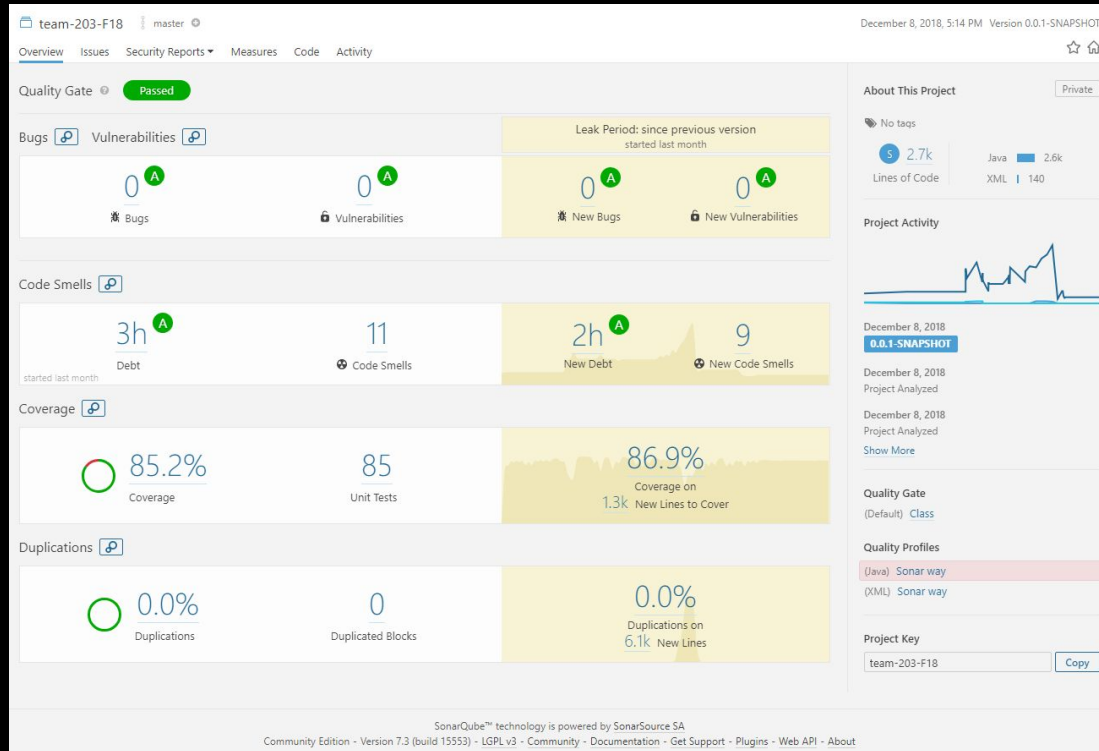 team-203-F18 master
December 8, 2018, 5:14 PM Version 0.0.1-SNAPSHOT
Overview Issues Security Reports Measures Code Activity
Quality Gate Passed
Bugs Vulnerabilities
Leak Period: since previous version
started last month
0 A
Bugs
0 A
Vulnerabilities
0 A
New Bugs
0 A
New Vulnerabilities
Code Smells
3h A
Debt
started last month
11
Code Smells
2h A
New Debt
9
New Code Smells
Coverage
85.2%
Coverage
85
Unit Tests
86.9%
Coverage on
1.3k New Lines to Cover
Duplications
0.0%
Duplications
0
Duplicated Blocks
0.0%
Duplications on
6.1k New Lines
About This Project Private
No tags
S 2.7k
Lines of Code
Java 2.6k
XML 140
Project Activity
December 8, 2018
0.0.1-SNAPSHOT
December 8, 2018
Project Analyzed
December 8, 2018
Project Analyzed
Show More
Quality Gate
(Default) Class
Quality Profiles
(Java) Sonar way
(XML) Sonar way
Project Key
team-203-F18 Copy
SonarQube™ technology is powered by SonarSource SA
Community Edition - Version 7.3 (build 15553) - LGPL v3 - Community - Documentation - Get Support - Plugins - Web API - About